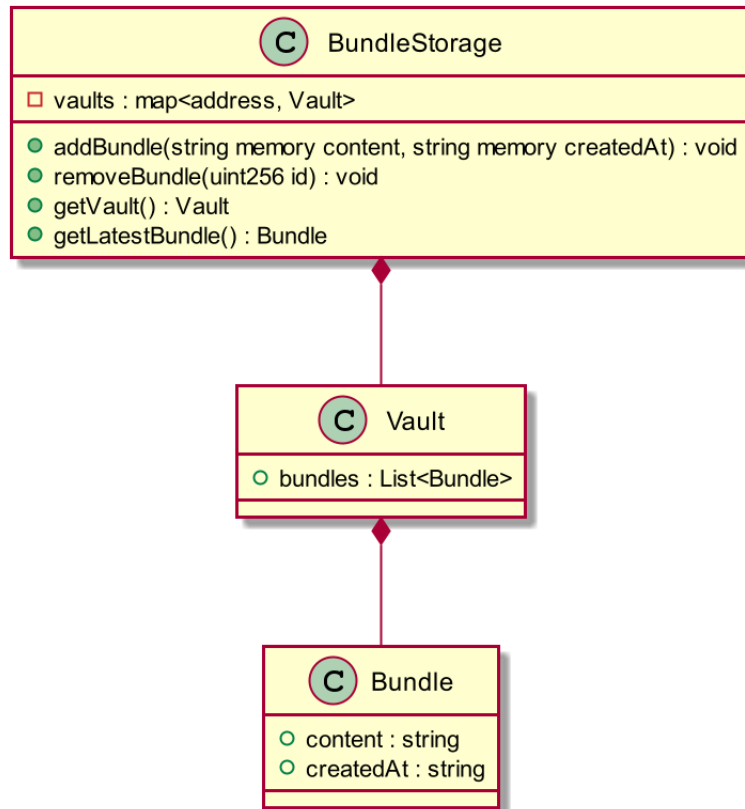 C BundleStorage
vaults : map<address, Vault>
addBundle(string memory content, string memory createdAt) : void
removeBundle(uint256 id) : void
getVault() : Vault
getLatestBundle() : Bundle
C Vault
bundles : List<Bundle>
C Bundle
content : string
createdAt : string